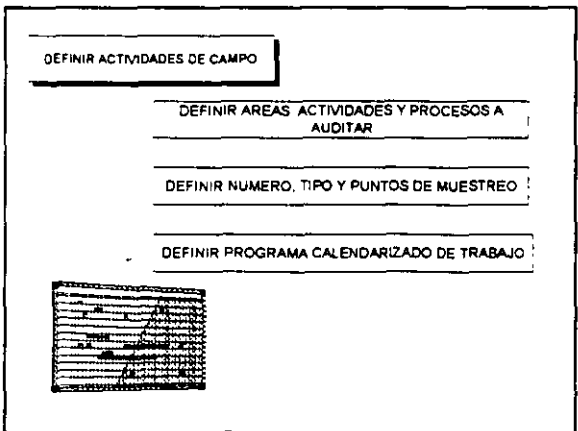 DEFINIR ACTIVIDADES DE CAMPO
DEFINIR AREAS ACTIVIDADES Y PROCESOS A
AUDITAR
DEFINIR NUMERO, TIPO Y PUNTOS DE MUESTREO
DEFINIR PROGRAMA CALENDARIZADO DE TRABAJO